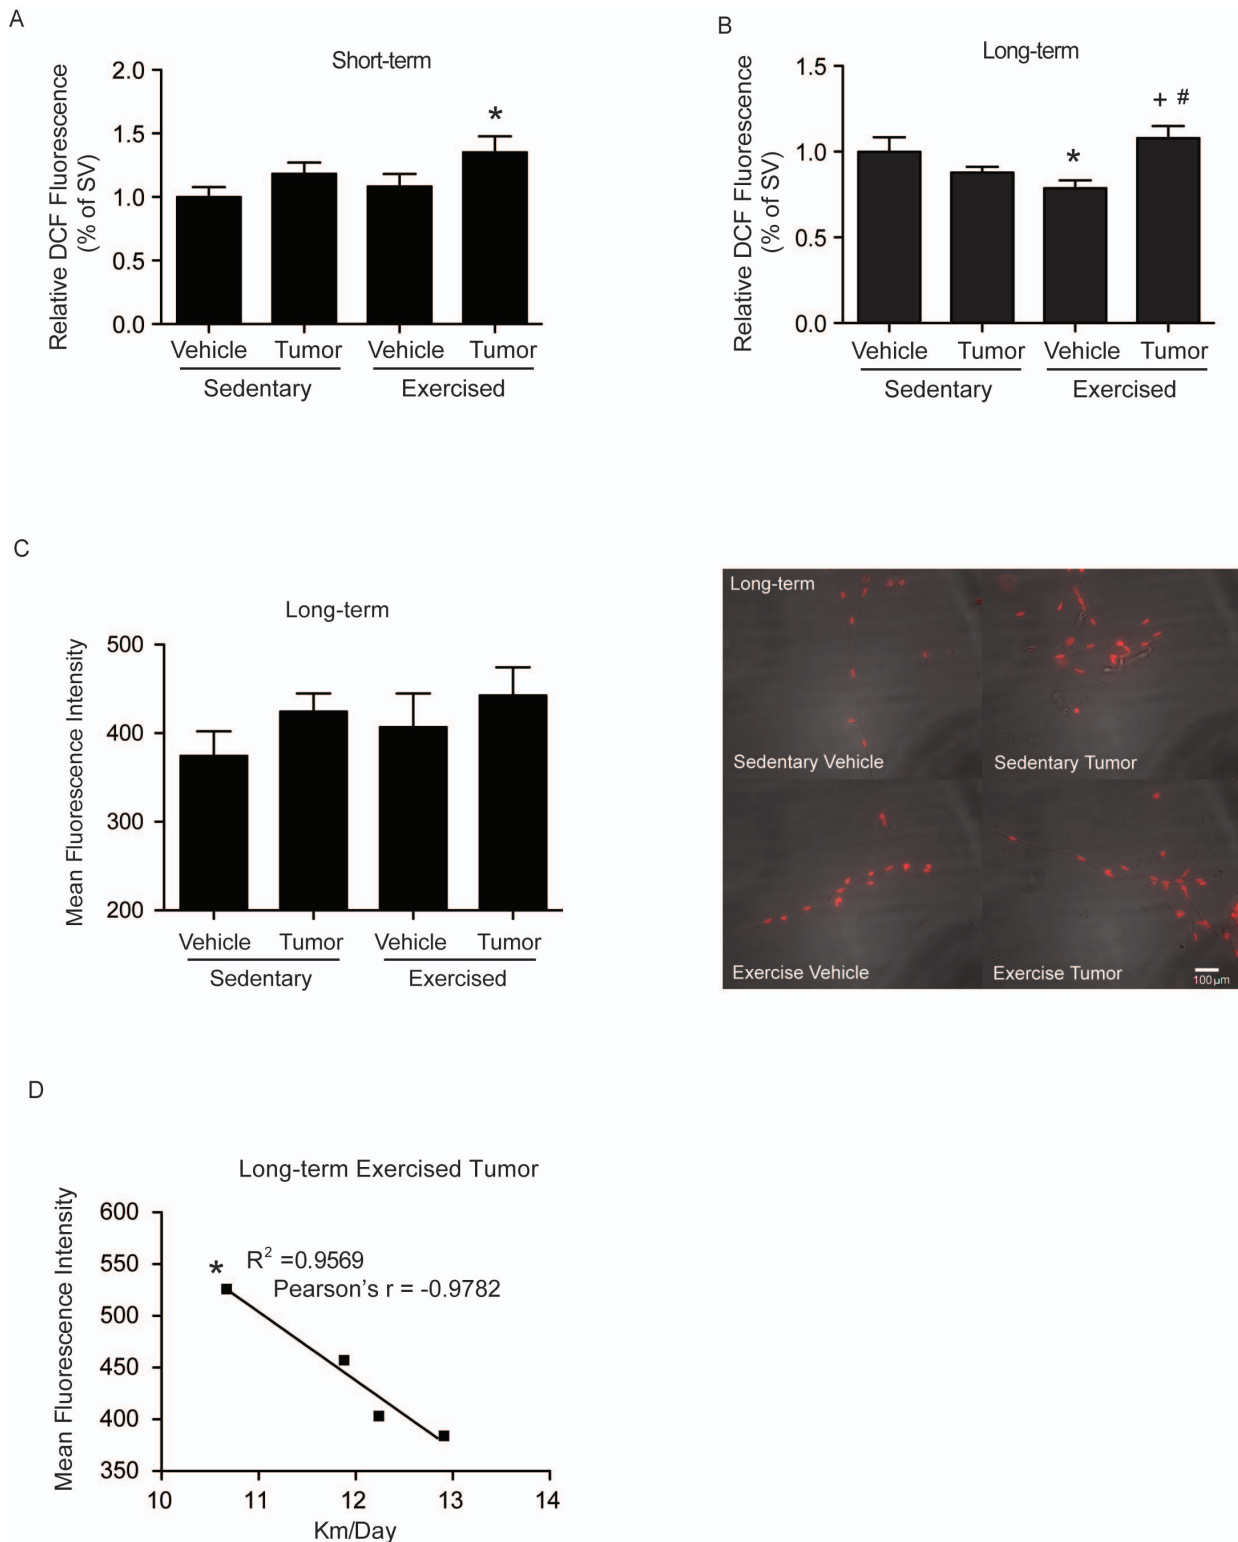 A
Short-term
Relative DCF Fluorescence
(% of SV)
2.0
1.5
1.0
0.5
0.0
*
Vehicle Tumor Vehicle Tumor
Sedentary Exercised
B
Long-term
Relative DCF Fluorescence
(% of SV)
1.5
1.0
0.5
0.0
*
+ #
Vehicle Tumor Vehicle Tumor
Sedentary Exercised
C
Long-term
Mean Fluorescence Intensity
500
400
300
200
Vehicle Tumor Vehicle Tumor
Sedentary Exercised
Long-term
Sedentary Vehicle
Sedentary Tumor
Exercise Vehicle
Exercise Tumor
100µm
D
Long-term Exercised Tumor
Mean Fluorescence Intensity
600
550
500
450
400
350
*
R² =0.9569
Pearson's r = -0.9782
10 11 12 13 14
Km/Day